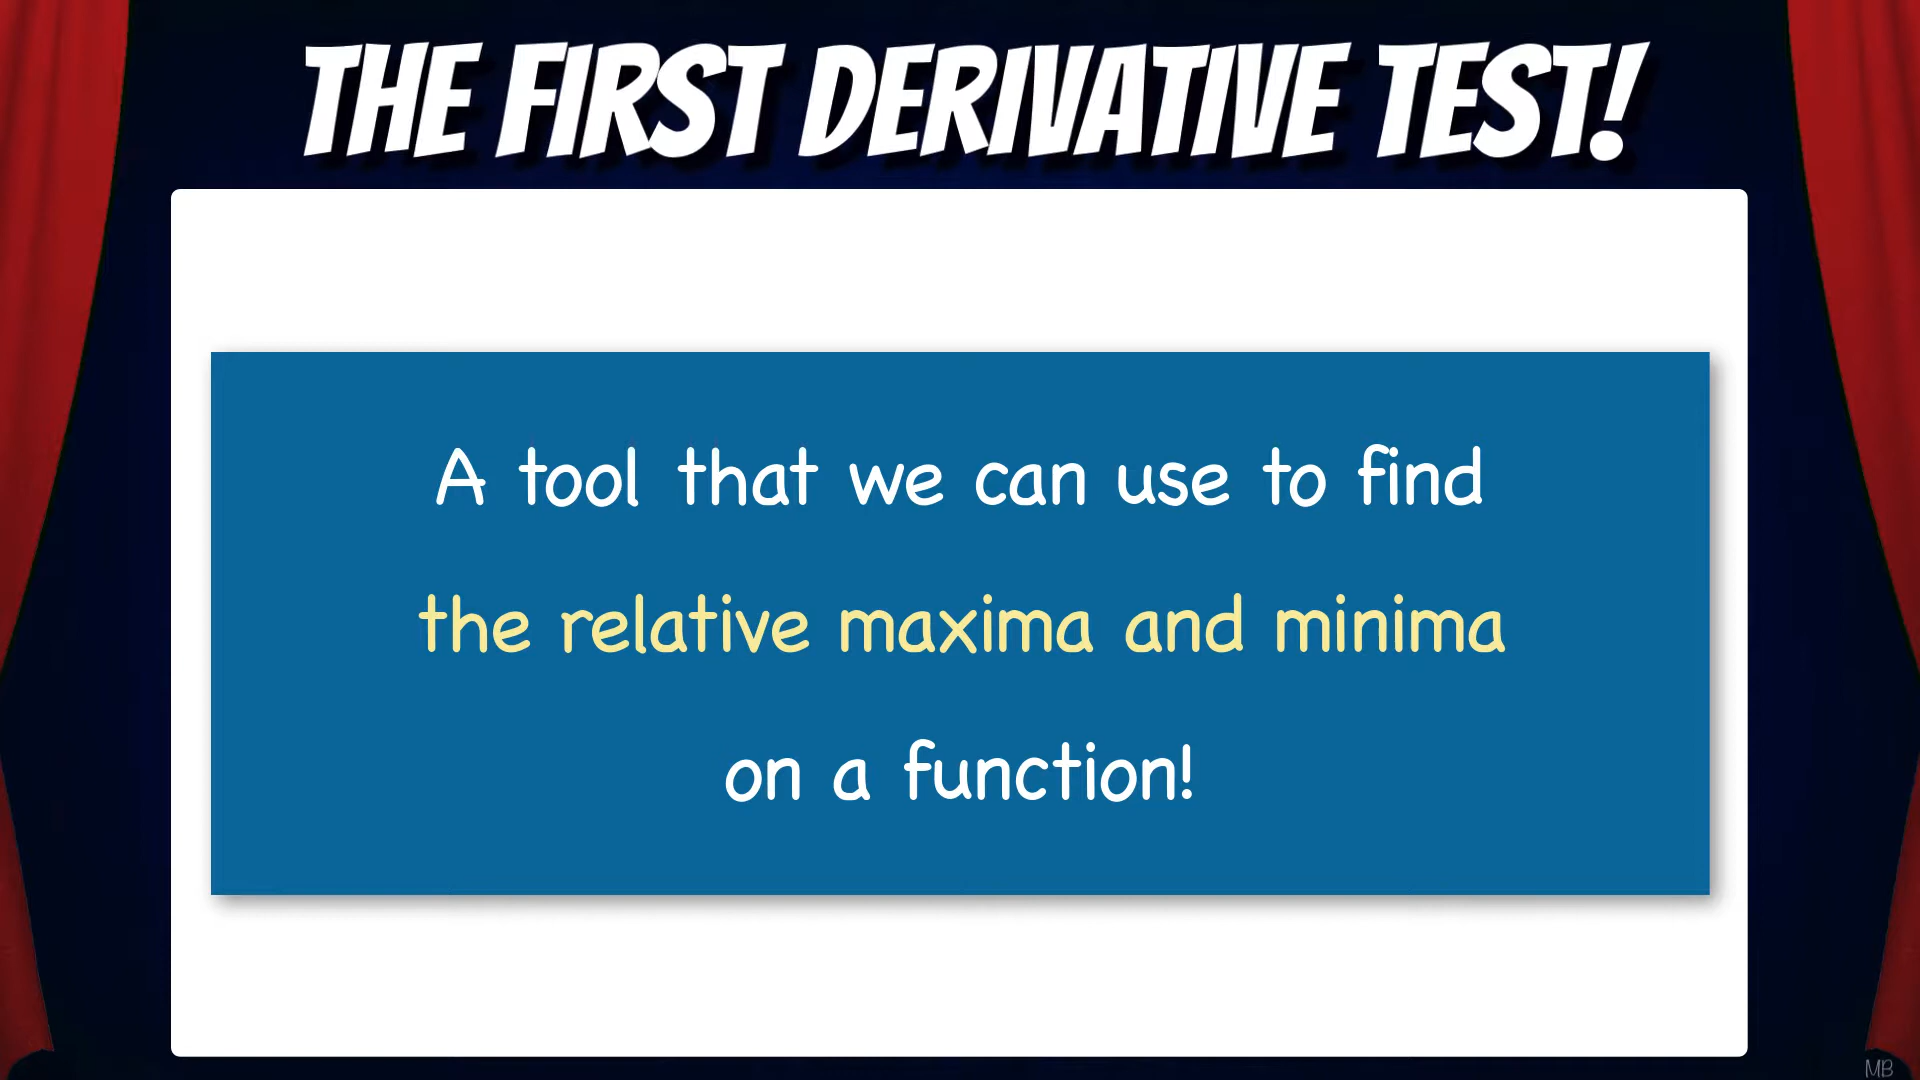 THE FIRST DERIVATIVE TEST!
A tool that we can use to find
the relative maxima and minima
on a function!
MB